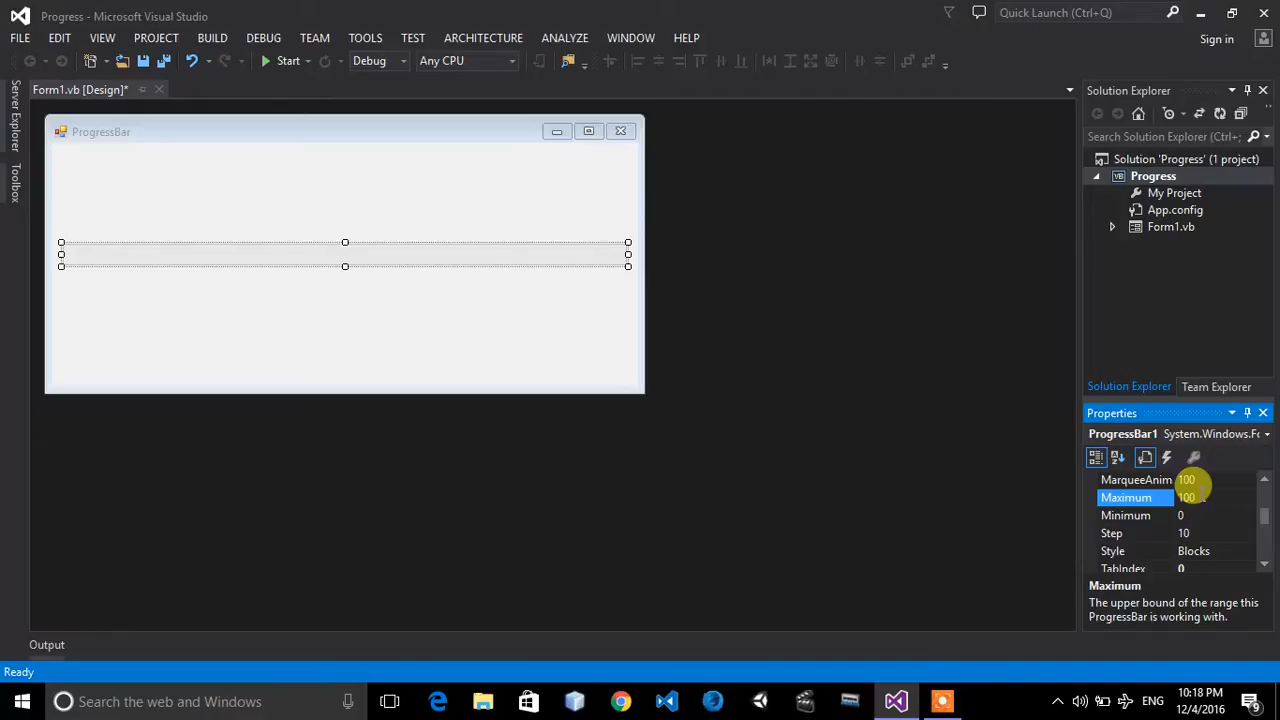 Progress - Microsoft Visual Studio
Quick Launch (Ctrl+Q)
FILE EDIT VIEW PROJECT BUILD DEBUG TEAM TOOLS TEST ARCHITECTURE ANALYZE WINDOW HELP
Sign in
Start Debug Any CPU
Server Explorer
Toolbox
Form1.vb [Design]*
ProgressBar
Solution Explorer
Search Solution Explorer (Ctrl+;
Solution 'Progress' (1 project)
VB Progress
My Project
App.config
Form1.vb
Solution Explorer Team Explorer
Properties
ProgressBar1 System.Windows.Fo
MarqueeAnim 100
Maximum 100
Minimum 0
Step 10
Style Blocks
TabIndex 0
Maximum
The upper bound of the range this
ProgressBar is working with.
Output
Ready
Search the web and Windows
ENG
10:18 PM
12/4/2016
9